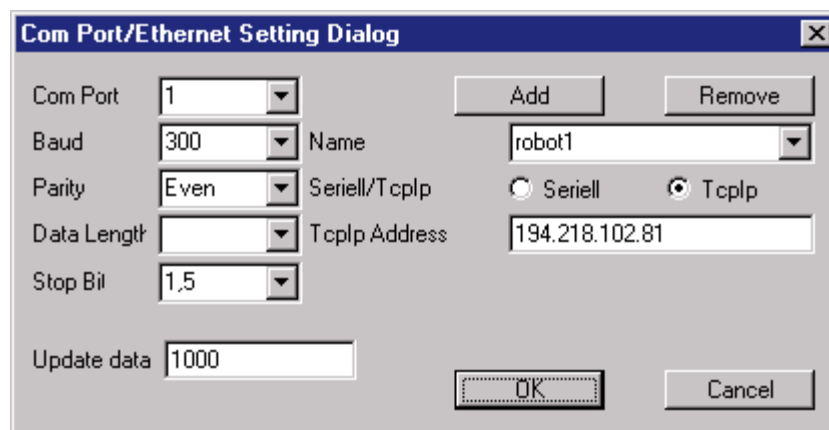 Com Port/Ethernet Setting Dialog
Com Port 1 Add Remove
Baud 300 Name robot1
Parity Even Seriell/TcpIp Seriell TcpIp
Data Length TcpIp Address 194.218.102.81
Stop Bit 1,5
Update data 1000
OK Cancel